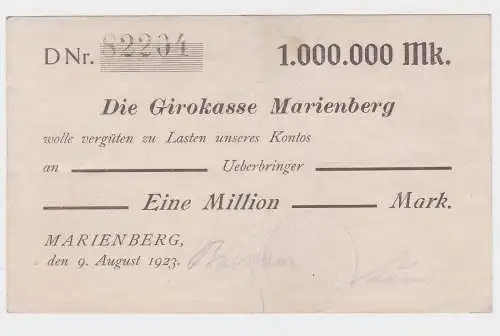 D Nr. 82204 1.000.000 Mk.
Die Girokasse Marienberg
wolle vergüten zu Lasten unseres Kontos
an Ueberbringer
Eine Million Mark.
MARIENBERG,
den 9. August 1923.